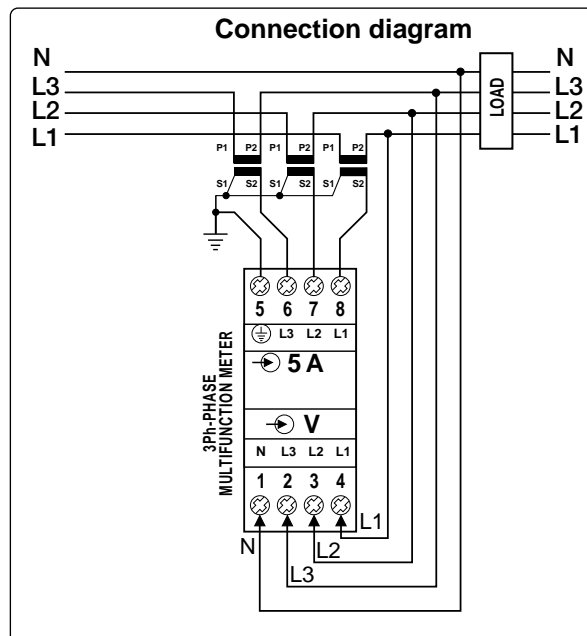 Connection diagram
N N
L3 L3
L2 L2
L1 L1
LOAD
P1 P2 P1 P2 P1 P2
S1 S2 S1 S2 S1 S2
5 6 7 8
L3 L2 L1
5 A
3Ph-PHASE
MULTIFUNCTION METER
V
N L3 L2 L1
1 2 3 4
L1
N L2
L3